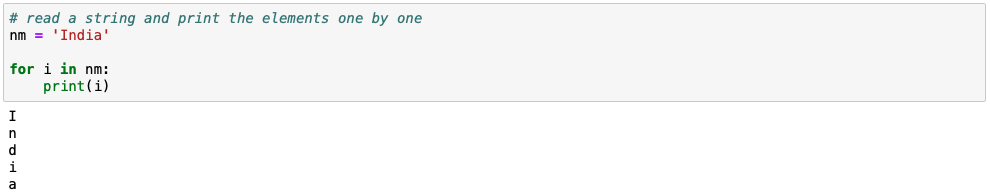 # read a string and print the elements one by one
nm = 'India'
for i in nm:
    print(i)
I
n
d
i
a